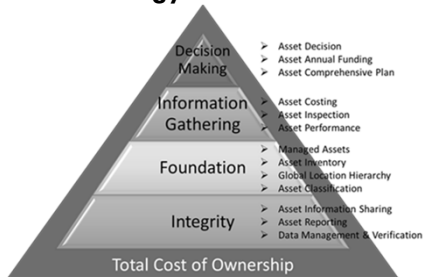 Decision
Making
➢ Asset Decision
➢ Asset Annual Funding
➢ Asset Comprehensive Plan
Information
Gathering
➢ Asset Costing
➢ Asset Inspection
➢ Asset Performance
Foundation
➢ Managed Assets
➢ Asset Inventory
➢ Global Location Hierarchy
➢ Asset Classification
Integrity
➢ Asset Information Sharing
➢ Asset Reporting
➢ Data Management & Verification
Total Cost of Ownership